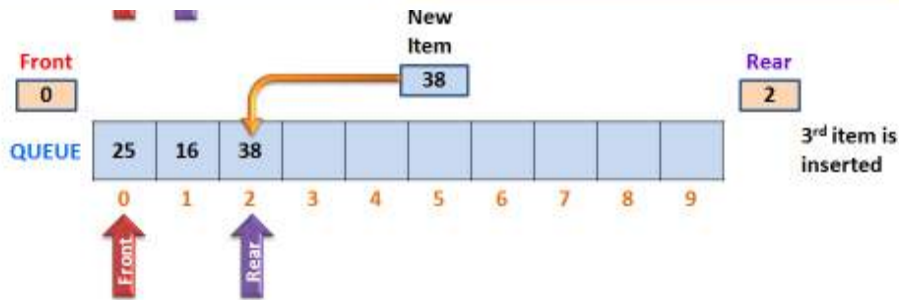 New
Item
Front
Rear
0
38
2
QUEUE
25 16 38
3rd item is
inserted
0 1 2 3 4 5 6 7 8 9
Front
Rear